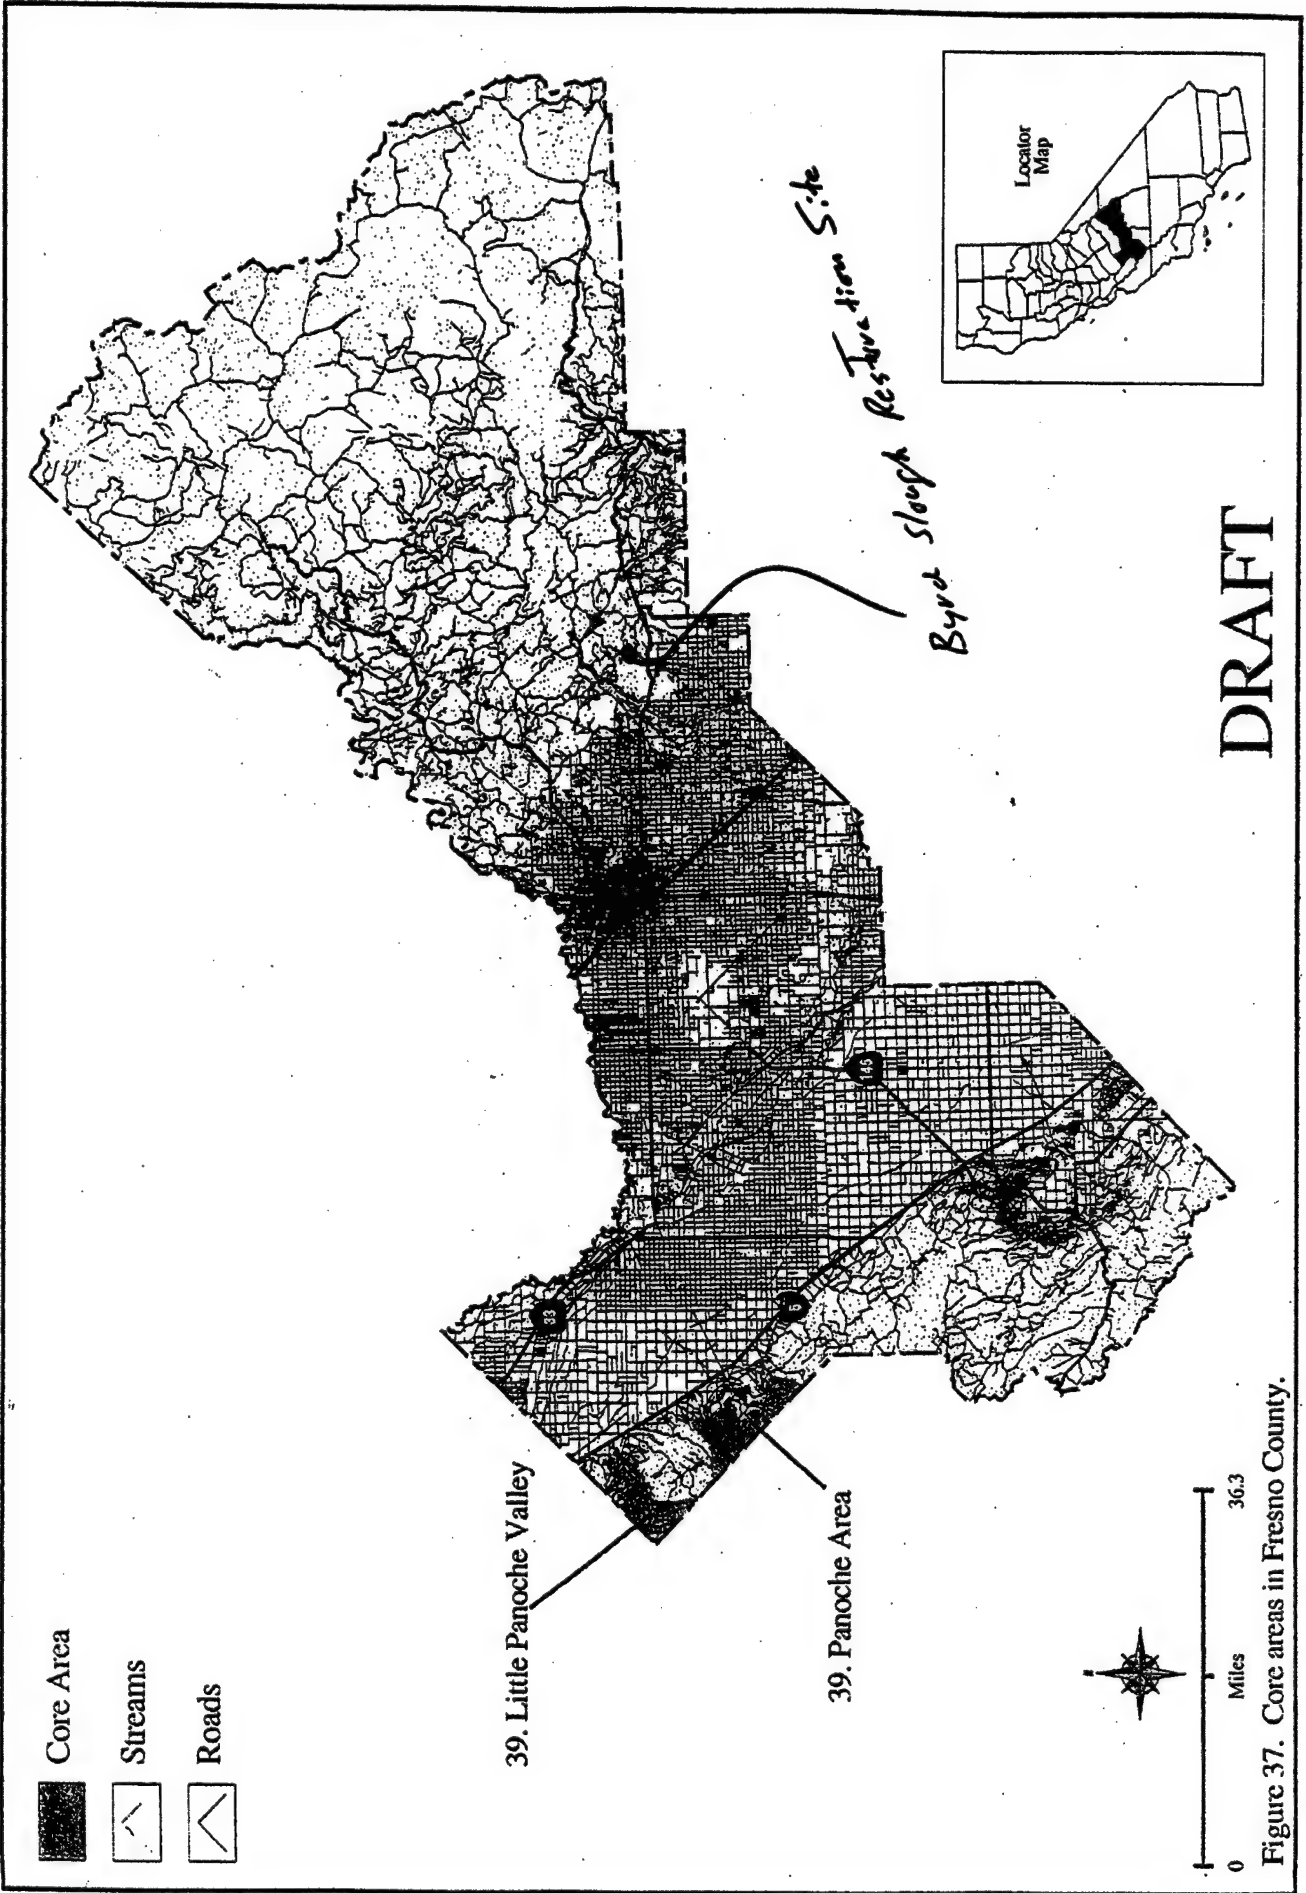 Core Area
Streams
Roads
39. Little Panoche Valley
39. Panoche Area
33
5
145
Byrd Slough Restoration Site
Locator
Map
N
0
Miles
36.3
DRAFT
Figure 37. Core areas in Fresno County.